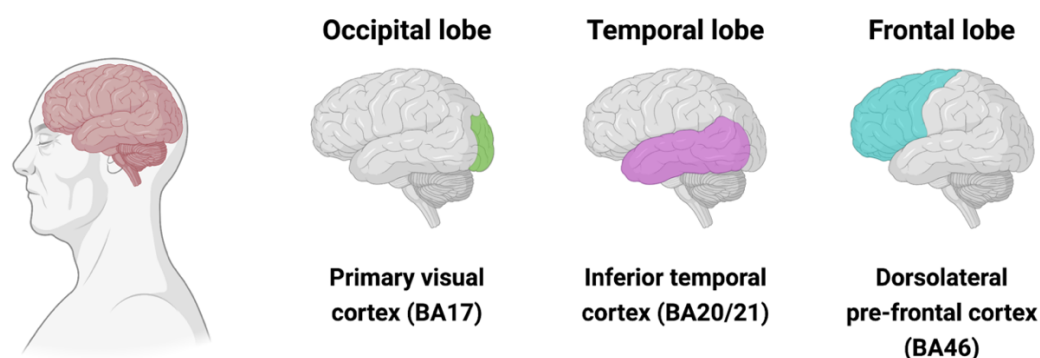 Occipital lobe
Temporal lobe
Frontal lobe
Primary visual
cortex (BA17)
Inferior temporal
cortex (BA20/21)
Dorsolateral
pre-frontal cortex
(BA46)